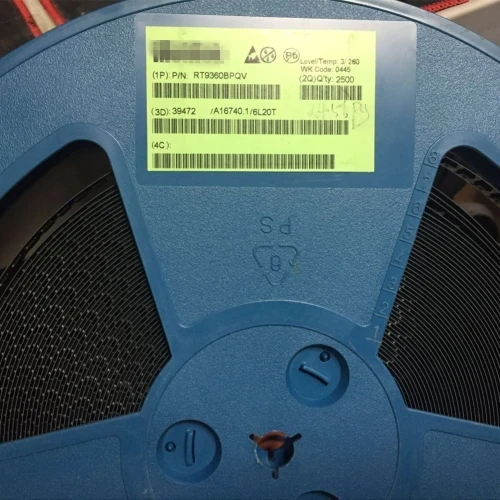 Level/Temp: 3/ 260
WK Code: 0445
(1P): P/N: RT9360BPQV (2Q)Q'ty: 2500
(3D): 39472 /A16740.1/6L20T
(4C):
PS
6
1